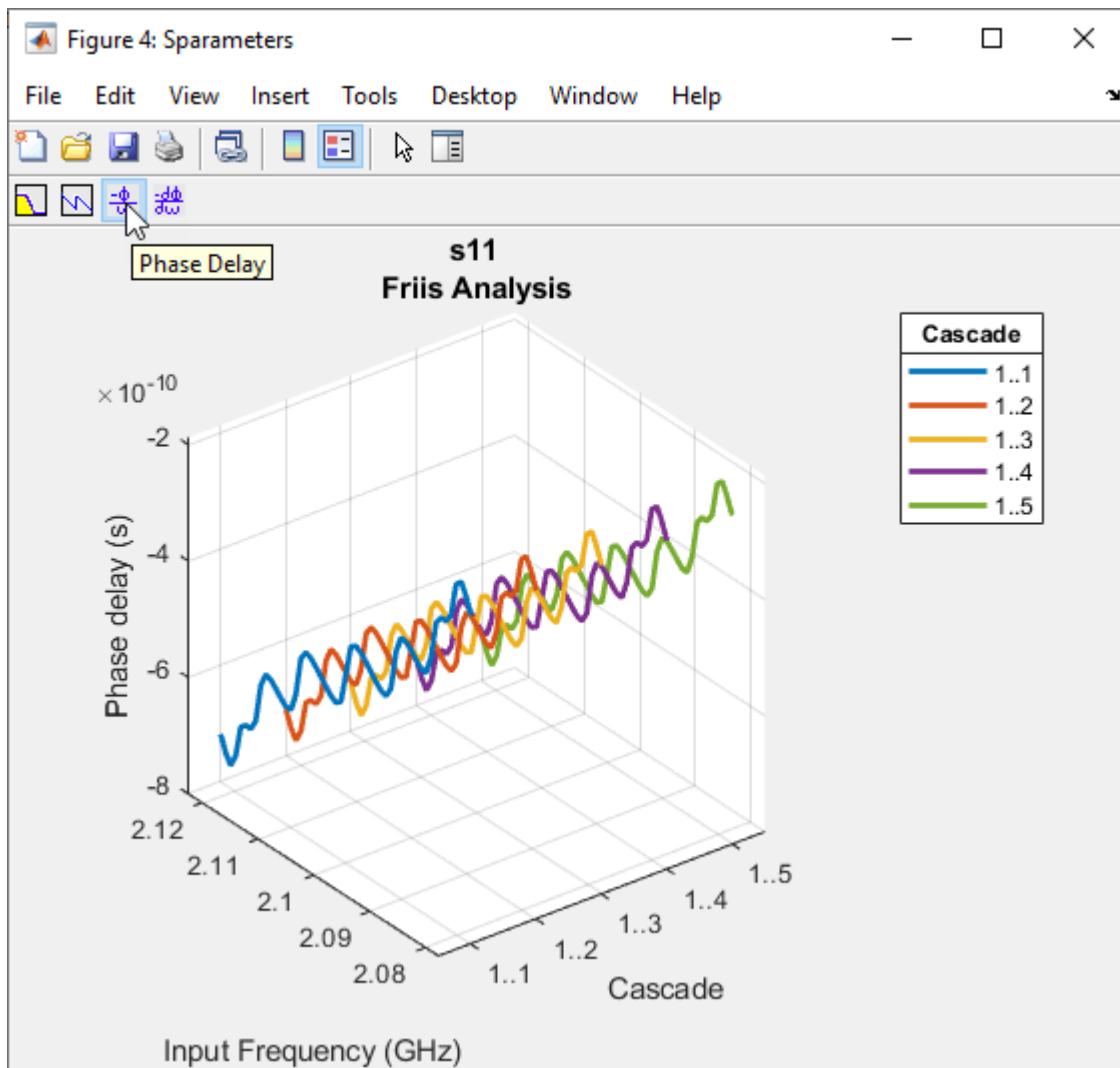 Figure 4: Sparameters
File Edit View Insert Tools Desktop Window Help
-ϕ
ω
-dϕ
dω
Phase Delay
s11
Friis Analysis
× 10-10
-2
-4
-6
-8
Phase delay (s)
2.12
2.11
2.1
2.09
2.08
Input Frequency (GHz)
1..1
1..2
1..3
1..4
1..5
Cascade
Cascade
1..1
1..2
1..3
1..4
1..5